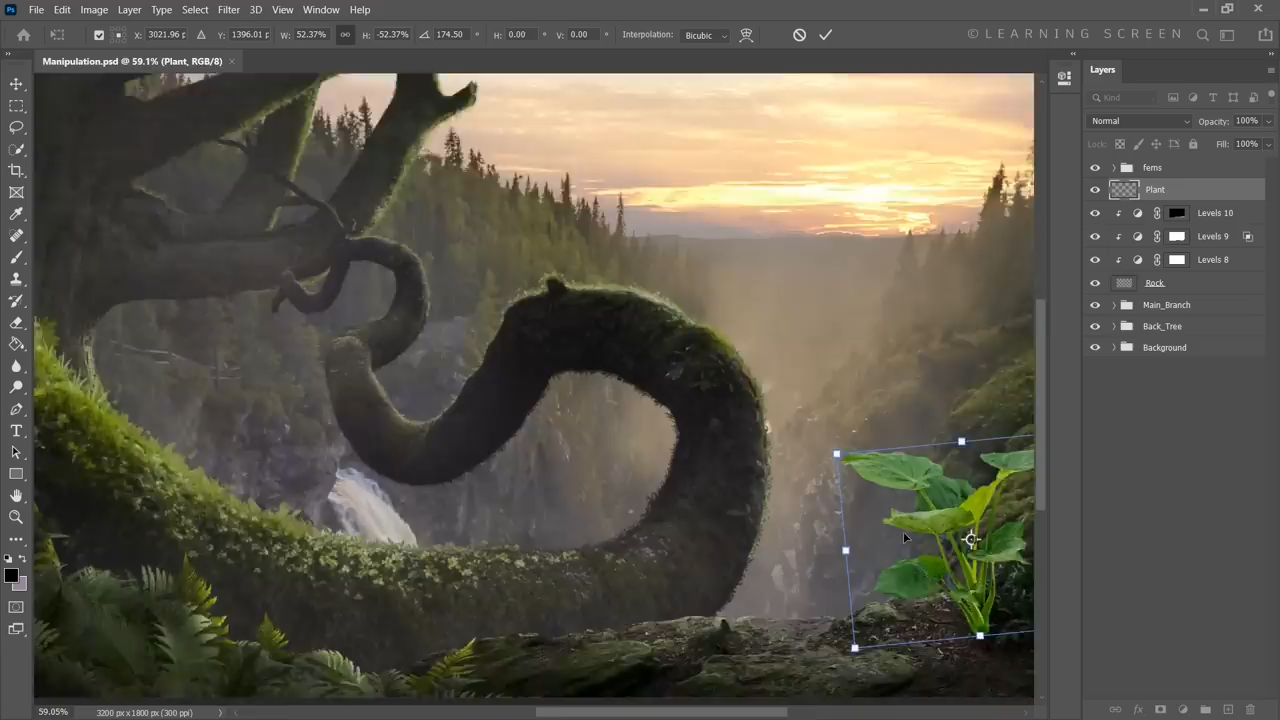 Ps File Edit Image Layer Type Select Filter 3D View Window Help
X: 3021.96 p Y: 1396.01 p W: 52.37% H: -52.37% 174.50 ° H: 0.00 ° V: 0.00 ° Interpolation: Bicubic
© LEARNING SCREEN
Manipulation.psd @ 59.1% (Plant, RGB/8) ×
Layers
Kind
Normal Opacity: 100%
Lock: Fill: 100%
ferns
Plant
Levels 10
Levels 9
Levels 8
Rock
Main_Branch
Back_Tree
Background
59.05% 3200 px x 1800 px (300 ppi)